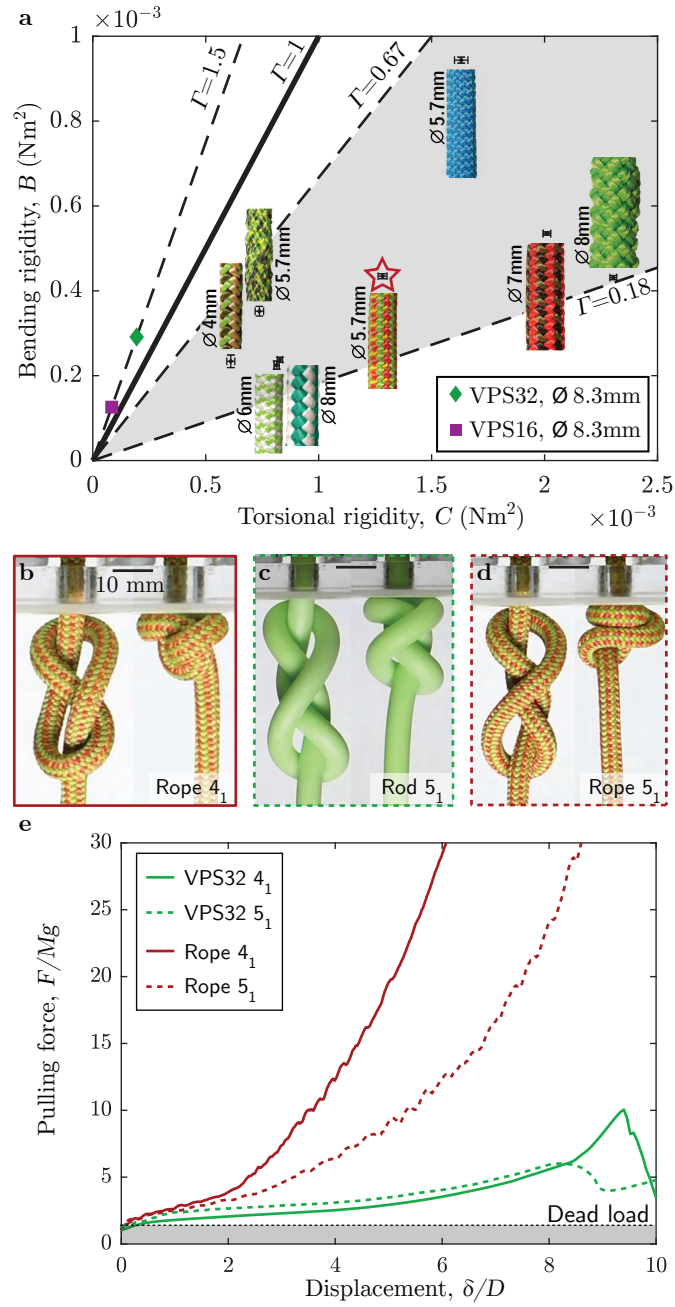 a
×10⁻³
1
0.8
0.6
0.4
0.2
0
Bending rigidity, B (Nm²)
Γ=1.5
Γ=1
Γ=0.67
Γ=0.18
Ø 5.7mm
Ø 8mm
Ø 5.7mm
Ø 4mm
Ø 5.7mm
Ø 7mm
Ø 6mm
Ø 8mm
VPS32, Ø 8.3mm
VPS16, Ø 8.3mm
0 0.5 1 1.5 2 2.5
Torsional rigidity, C (Nm²)
×10⁻³
b
10 mm
Rope 4₁
c
Rod 5₁
d
Rope 5₁
e
30
25
20
15
10
5
0
Pulling force, F/Mg
VPS32 4₁
VPS32 5₁
Rope 4₁
Rope 5₁
Dead load
0 2 4 6 8 10
Displacement, δ/D